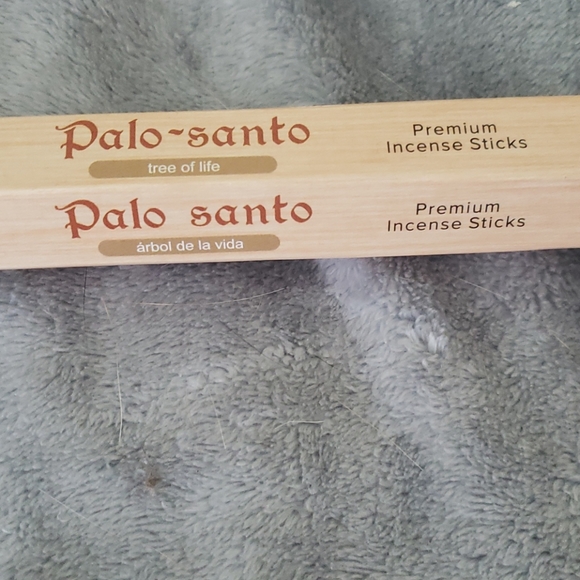 Palo-santo
tree of life
Premium
Incense Sticks
Palo santo
árbol de la vida
Premium
Incense Sticks